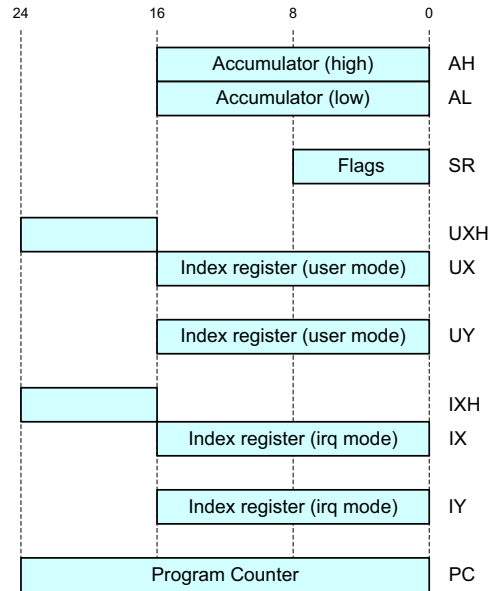 24 16 8 0
Accumulator (high) AH
Accumulator (low) AL
Flags SR
UXH
Index register (user mode) UX
Index register (user mode) UY
IXH
Index register (irq mode) IX
Index register (irq mode) IY
Program Counter PC